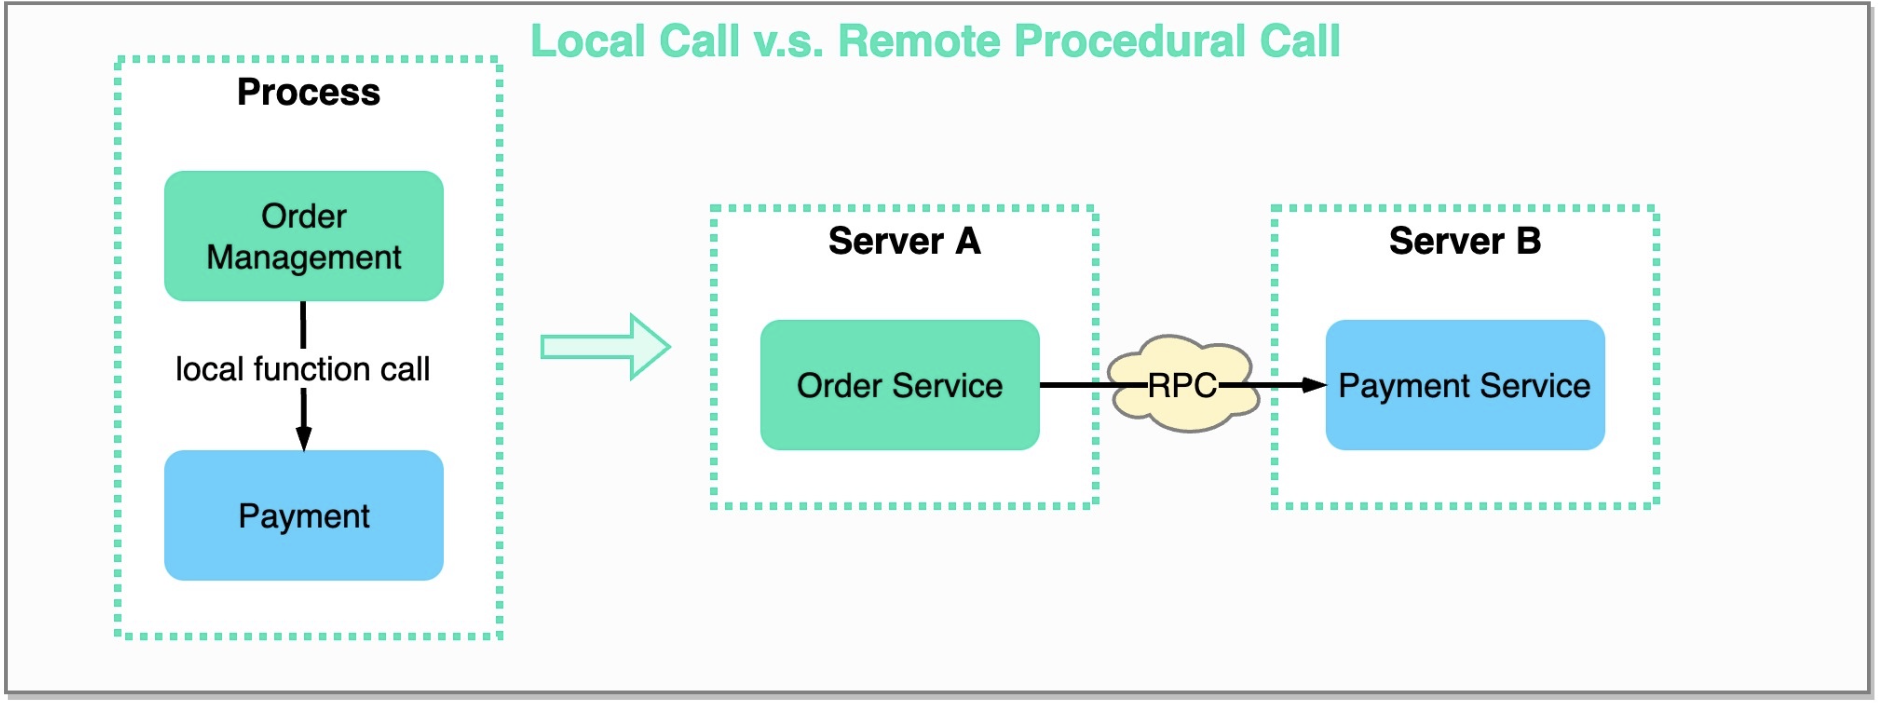 Local Call v.s. Remote Procedural Call
Process
Order
Management
local function call
Payment
Server A
Order Service
RPC
Server B
Payment Service